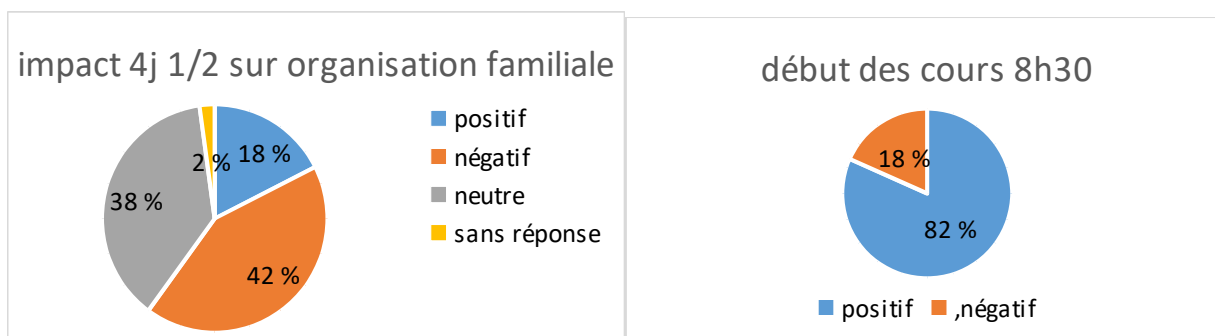 impact 4j 1/2 sur organisation familiale
2 %
18 %
38 %
42 %
positif
négatif
neutre
sans réponse
début des cours 8h30
18 %
82 %
positif
,négatif